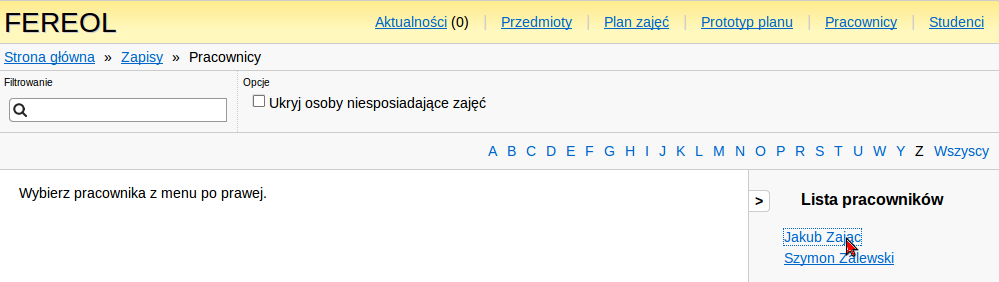 FEREOL
Aktualności (0) | Przedmioty | Plan zajęć | Prototyp planu | Pracownicy | Studenci
Strona główna » Zapisy » Pracownicy
Filtrowanie
Opcje
Ukryj osoby niesposiadające zajęć
A B C D E F G H I J K L M N O P R S T U W Y Z Wszyscy
Wybierz pracownika z menu po prawej.
>
Lista pracowników
Jakub Zając
Szymon Zalewski